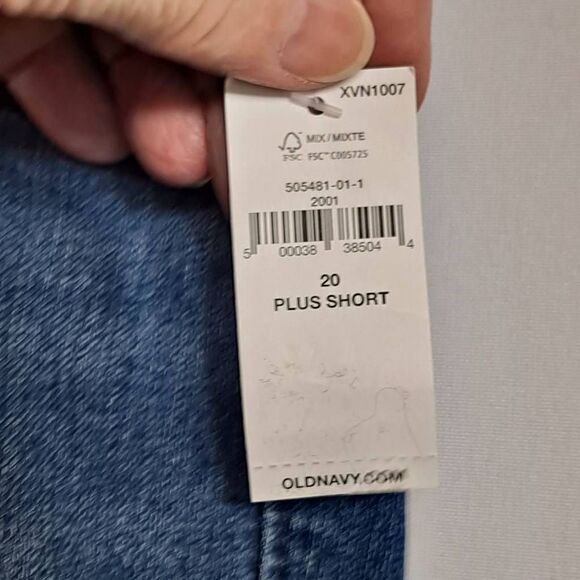 XVN1007
MIX/MIXTE
FSC FSC™ C005725
505481-01-1
2001
5 00038 38504 4
20
PLUS SHORT
OLDNAVY.COM